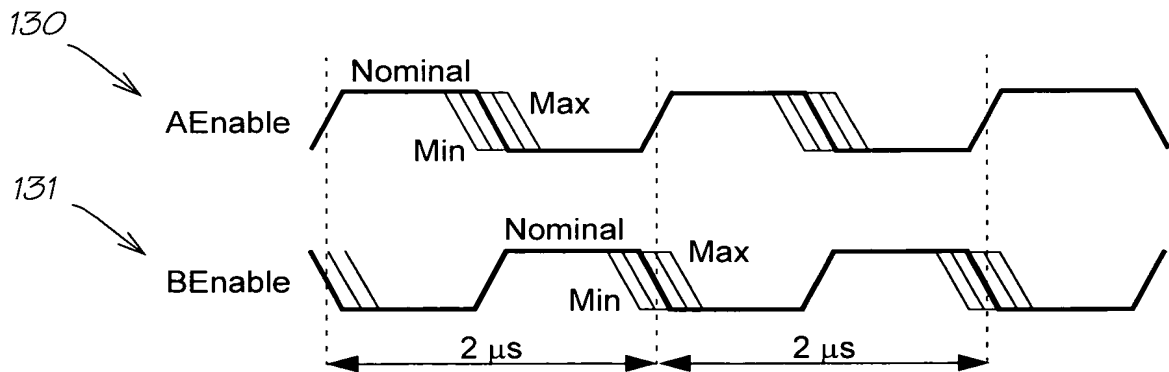 130
Nominal
Max
AEnable
Min
131
Nominal
Max
BEnable
Min
2 μs
2 μs